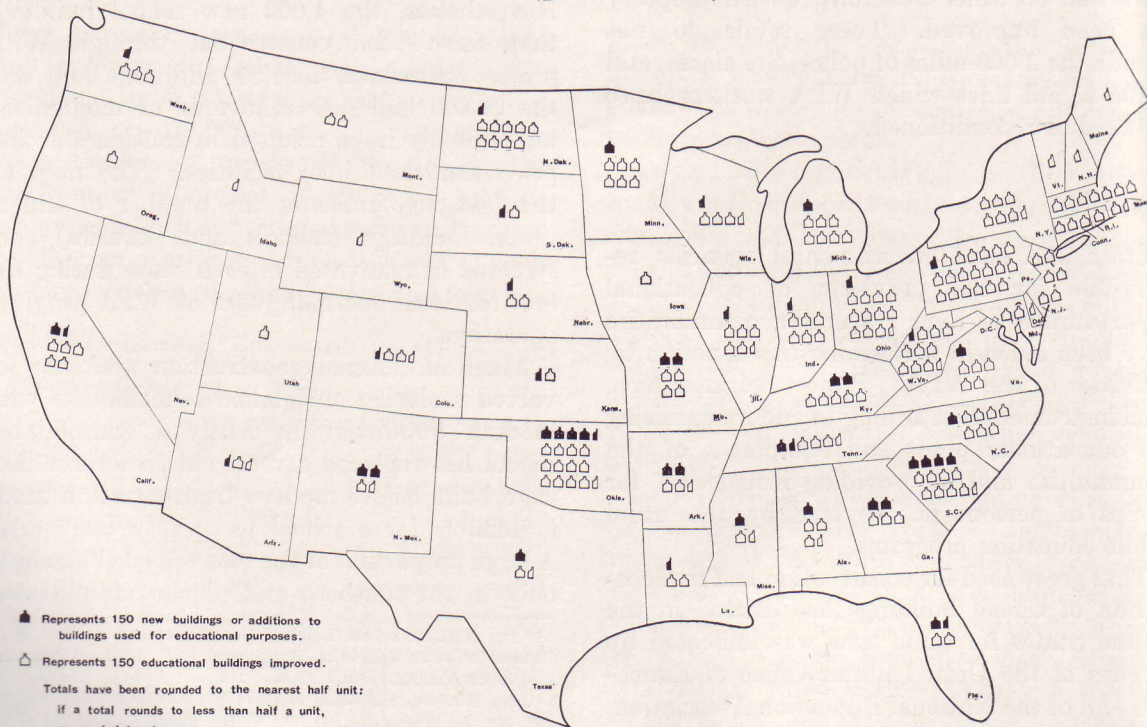 Wash.
Oreg.
Calif.
Nev.
Idaho
Mont.
Wyo.
Utah
Colo.
Ariz.
N. Mex.
N. Dak.
S. Dak.
Nebr.
Kans.
Okla.
Texas
Minn.
Iowa
Mo.
Ark.
La.
Wis.
Ill.
Mich.
Ind.
Ohio
Ky.
Tenn.
Miss.
Ala.
Ga.
Fla.
S.C.
N.C.
Va.
W.Va.
D.C.
Md.
Del.
N.J.
Pa.
N.Y.
Conn.
R.I.
Vt.
N.H.
Maine
Represents 150 new buildings or additions to
buildings used for educational purposes.
Represents 150 educational buildings improved.
Totals have been rounded to the nearest half unit:
if a total rounds to less than half a unit,